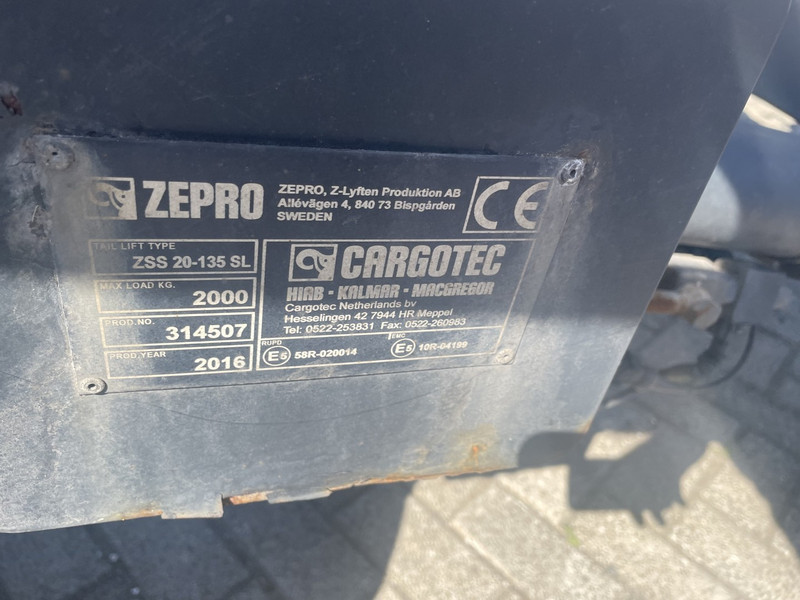 ZEPRO
ZEPRO, Z-Lyften Produktion AB
Allévägen 4, 840 73 Bispgården
SWEDEN
CE
TAIL LIFT TYPE
ZSS 20-135 SL
MAX LOAD KG.
2000
PROD.NO.
314507
PROD.YEAR
2016
CARGOTEC
HIAB - KALMAR - MACGREGOR
Cargotec Netherlands bv
Hesselingen 42 7944 HR Meppel
Tel: 0522-253831 Fax: 0522-260983
RUPD
E5 58R-020014
EMC
E5 10R-04199